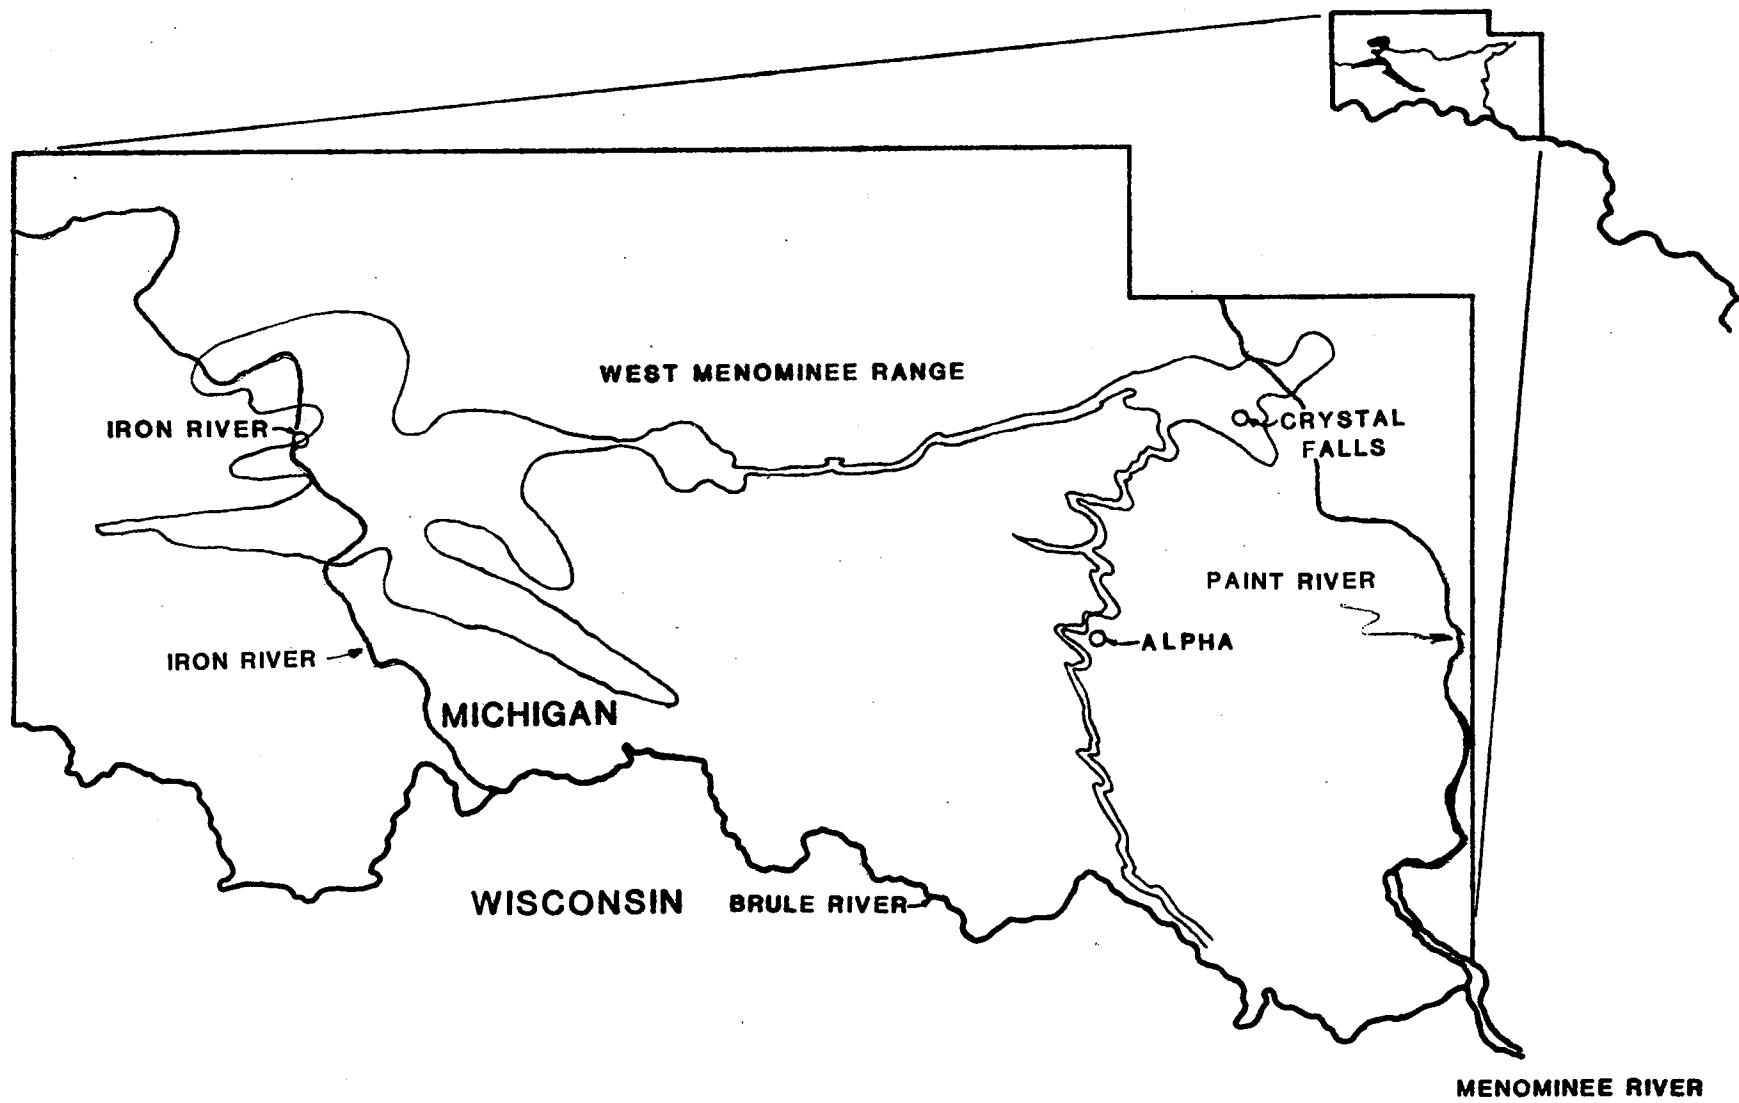 WEST MENOMINEE RANGE
IRON RIVER
CRYSTAL
FALLS
PAINT RIVER
ALPHA
IRON RIVER
MICHIGAN
WISCONSIN
BRULE RIVER
MENOMINEE RIVER